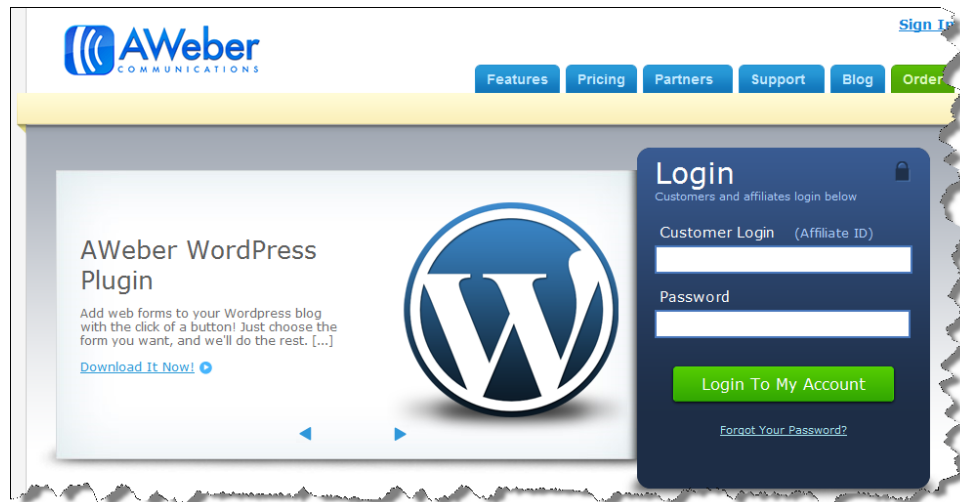 Sign In
AWeber
COMMUNICATIONS
Features Pricing Partners Support Blog Order
AWeber WordPress
Plugin
Add web forms to your Wordpress blog
with the click of a button! Just choose the
form you want, and we'll do the rest. [...]
Download It Now!
Login
Customers and affiliates login below
Customer Login (Affiliate ID)
Password
Login To My Account
Forgot Your Password?